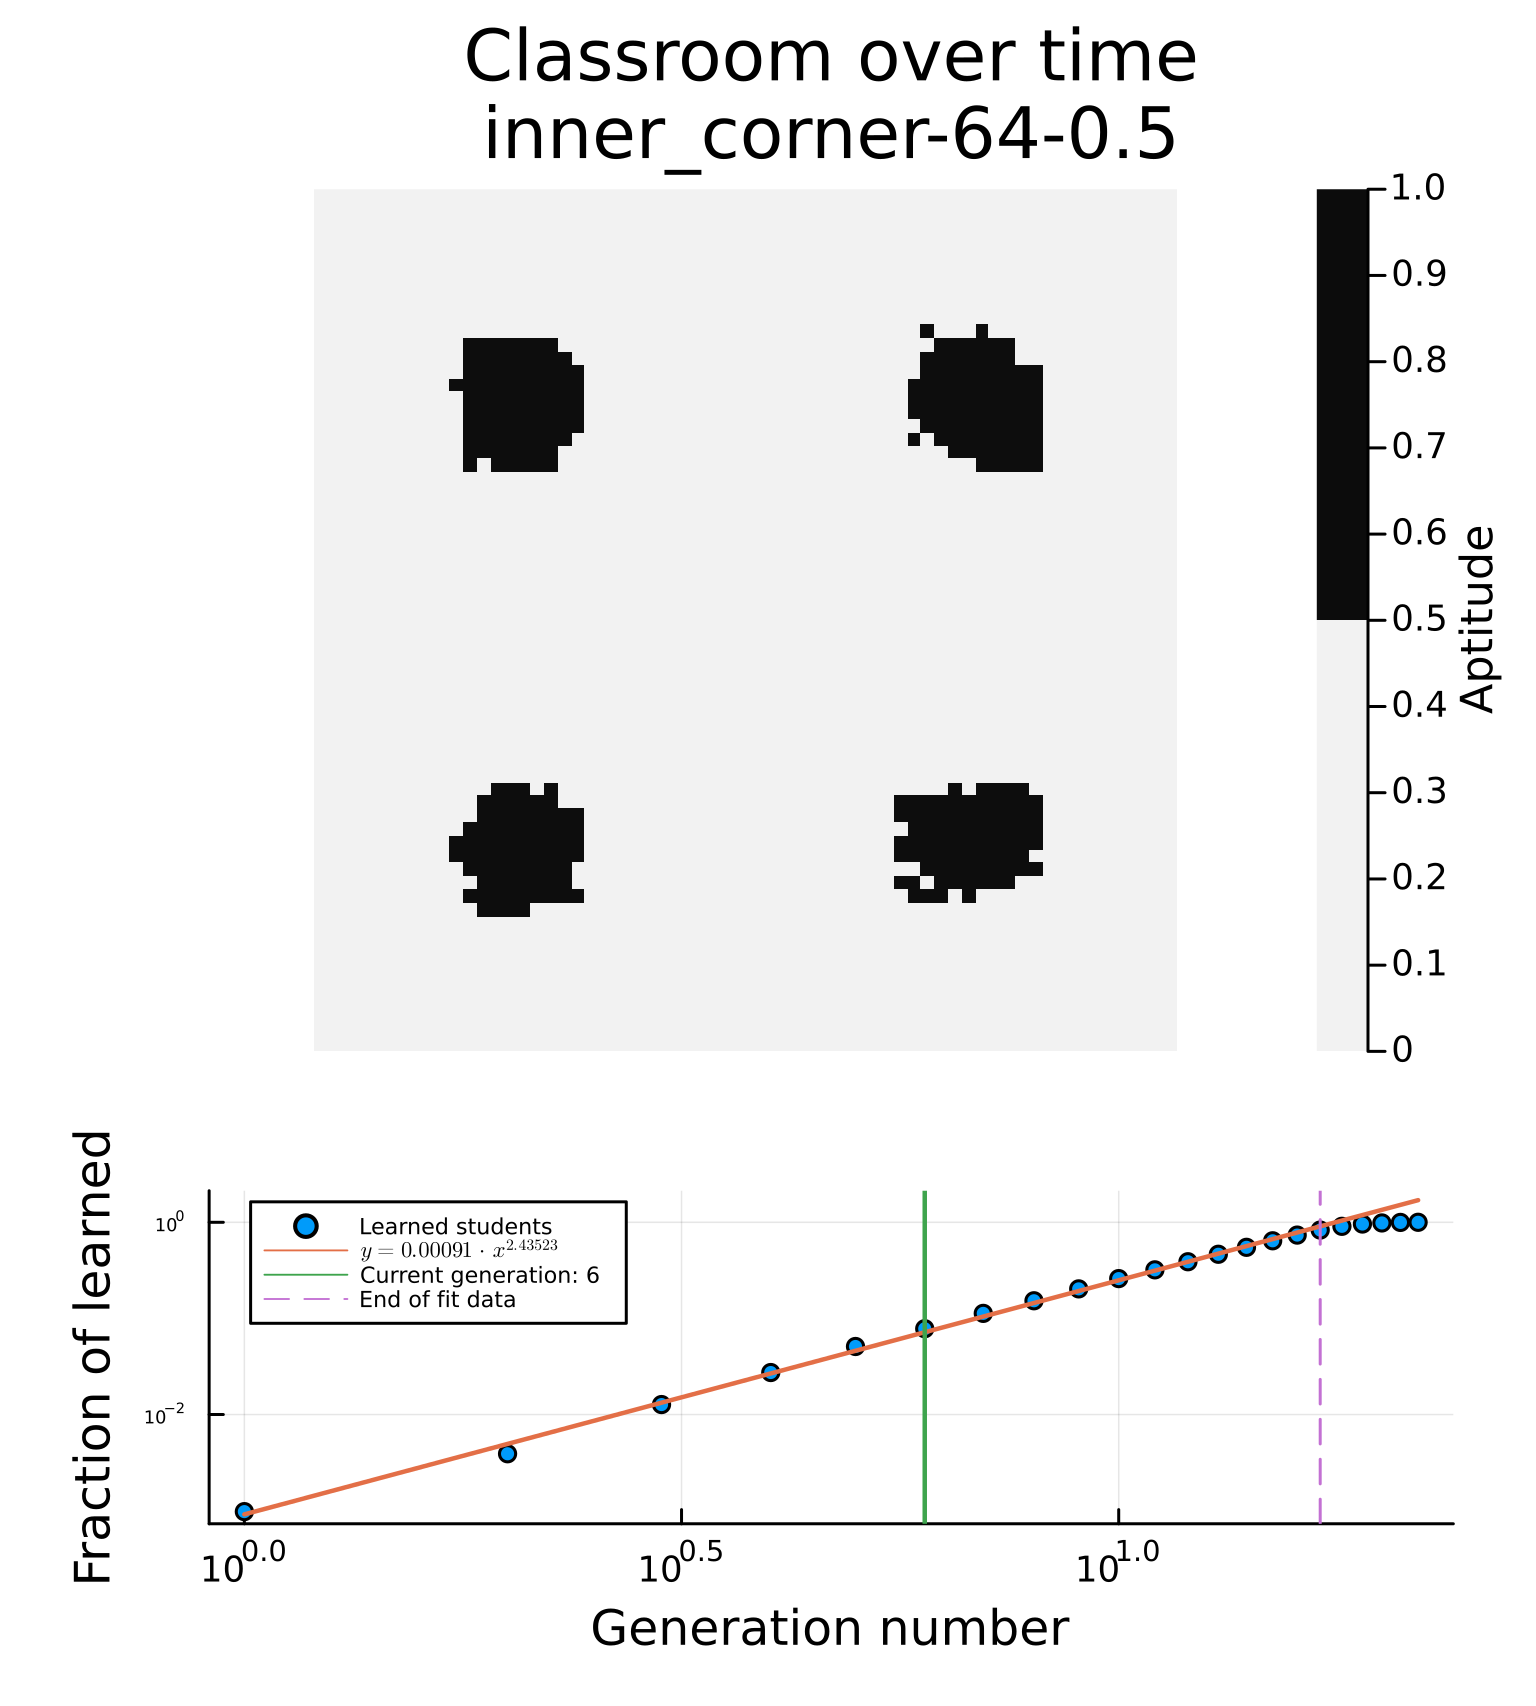 Classroom over time
inner_corner-64-0.5
1.0
0.9
0.8
0.7
0.6
0.5
0.4
0.3
0.2
0.1
0
Aptitude
Fraction of learned
10^0
10^−2
Learned students
y = 0.00091 · x^2.43523
Current generation: 6
End of fit data
10^0.0
10^0.5
10^1.0
Generation number